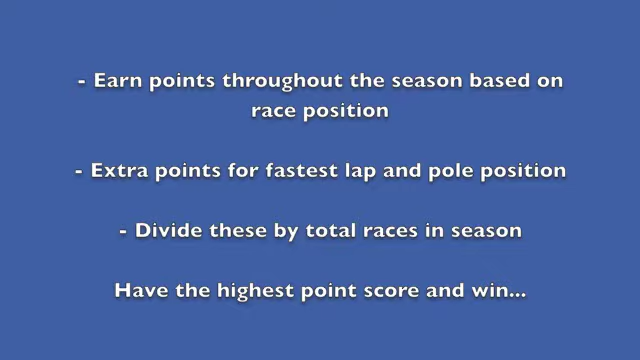 - Earn points throughout the season based on
race position
- Extra points for fastest lap and pole position
- Divide these by total races in season
Have the highest point score and win...